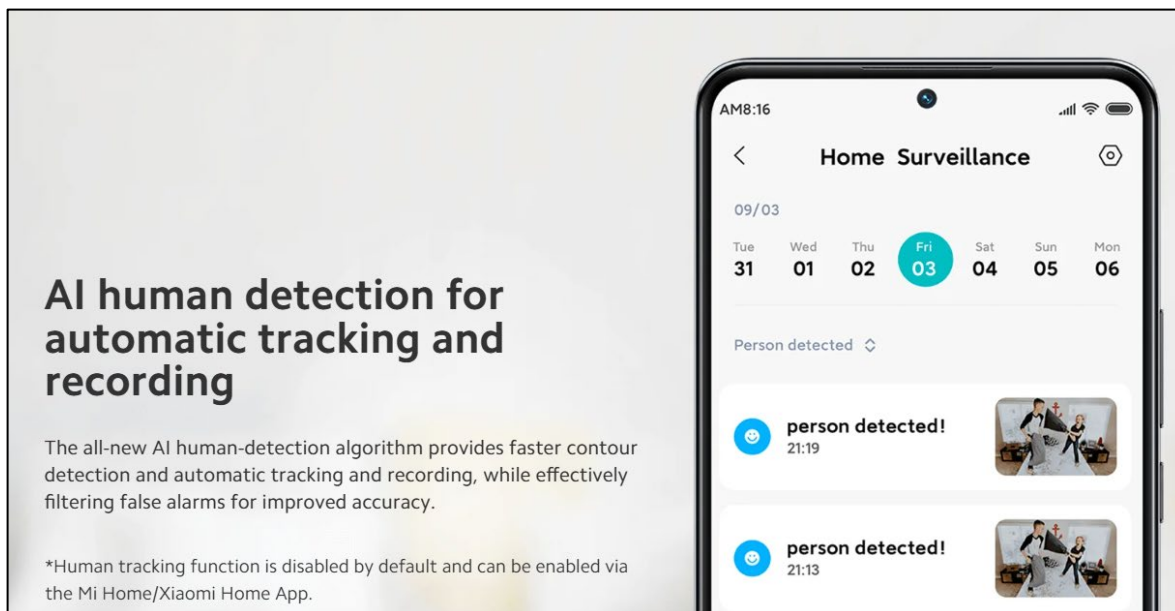 AI human detection for
automatic tracking and
recording
The all-new AI human-detection algorithm provides faster contour
detection and automatic tracking and recording, while effectively
filtering false alarms for improved accuracy.
*Human tracking function is disabled by default and can be enabled via
the Mi Home/Xiaomi Home App.
AM8:16
Home Surveillance
09/03
Tue Wed Thu Fri Sat Sun Mon
31 01 02 03 04 05 06
Person detected
person detected!
21:19
person detected!
21:13